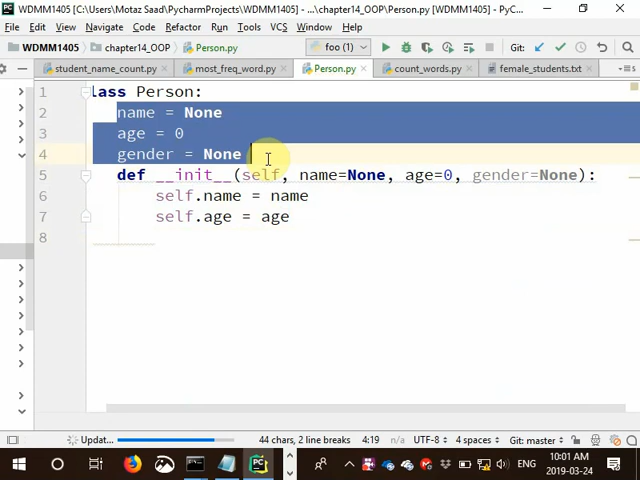 WDMM1405 [C:\Users\Motaz Saad\PycharmProjects\WDMM1405] - ...\chapter14_OOP\Person.py [WDMM1405] - PyC...
File Edit View Navigate Code Refactor Run Tools VCS Window Help
WDMM1405 chapter14_OOP Person.py foo (1) Git:
student_name_count.py most_freq_word.py Person.py count_words.py female_students.txt
1 lass Person:
2 name = None
3 age = 0
4 gender = None
5 def __init__(self, name=None, age=0, gender=None):
6 self.name = name
7 self.age = age
8
Updat... 44 chars, 2 line breaks 4:19 n/a UTF-8 4 spaces Git: master
ENG 10:01 AM 2019-03-24